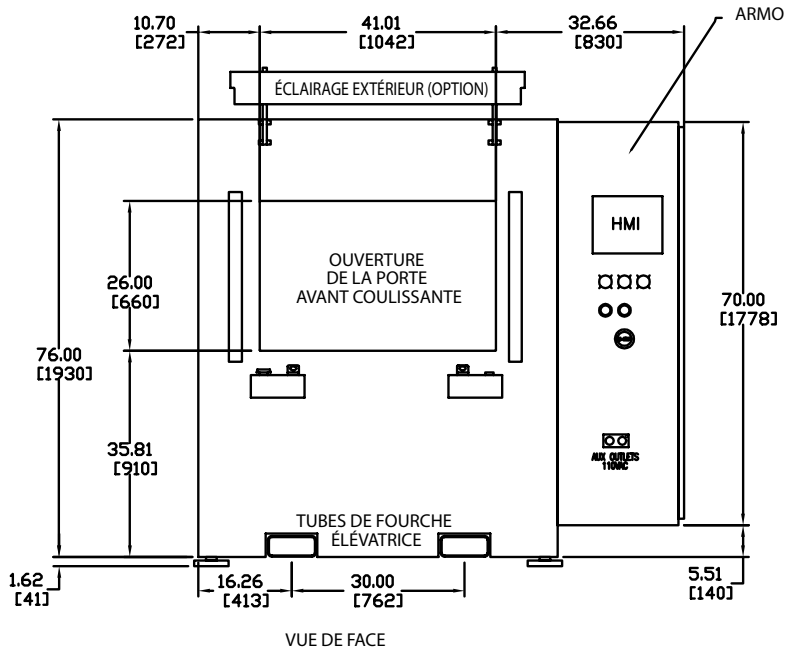 10.70
[272]
41.01
[1042]
32.66
[830]
ARMO
ÉCLAIRAGE EXTÉRIEUR (OPTION)
HMI
OUVERTURE
DE LA PORTE
AVANT COULISSANTE
26.00
[660]
70.00
[1778]
76.00
[1930]
35.81
[910]
AUX OUTLETS
110VAC
TUBES DE FOURCHE
ÉLÉVATRICE
1.62
[41]
16.26
[413]
30.00
[762]
5.51
[140]
VUE DE FACE